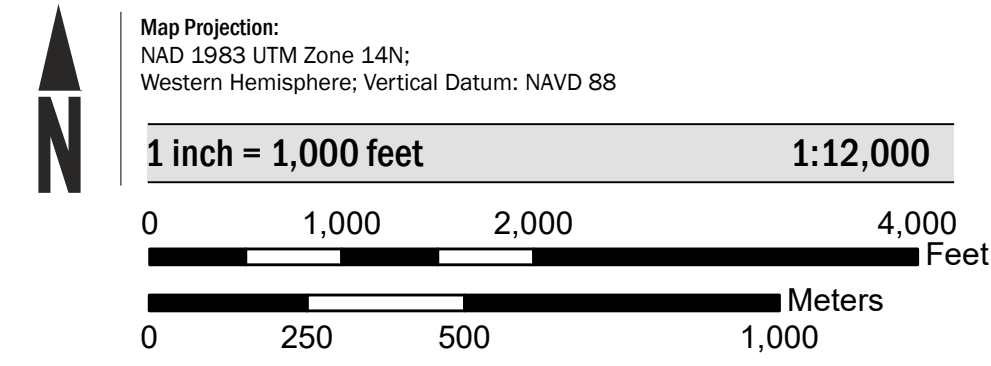 N
Map Projection:
NAD 1983 UTM Zone 14N;
Western Hemisphere; Vertical Datum: NAVD 88
1 inch = 1,000 feet 1:12,000
0 1,000 2,000 4,000
Feet
Meters
0 250 500 1,000